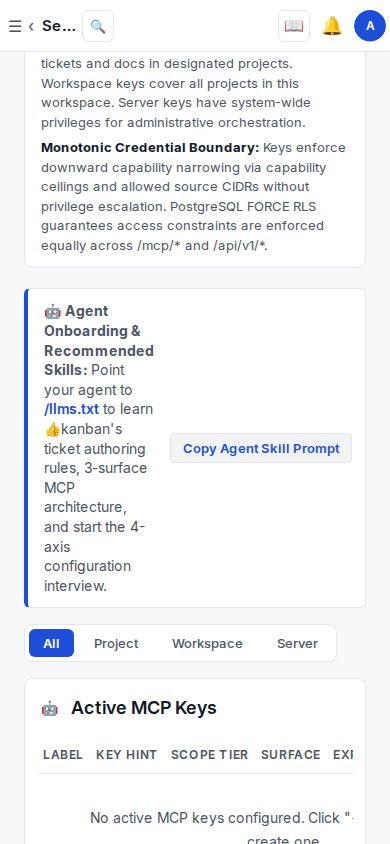 Se...
A
tickets and docs in designated projects.
Workspace keys cover all projects in this
workspace. Server keys have system-wide
privileges for administrative orchestration.
Monotonic Credential Boundary: Keys enforce
downward capability narrowing via capability
ceilings and allowed source CIDRs without
privilege escalation. PostgreSQL FORCE RLS
guarantees access constraints are enforced
equally across /mcp/* and /api/v1/*.
🤖 Agent
Onboarding &
Recommended
Skills: Point
your agent to
/llms.txt to learn
👍kanban's
ticket authoring
rules, 3-surface
MCP
architecture,
and start the 4-
axis
configuration
interview.
Copy Agent Skill Prompt
All Project Workspace Server
🤖 Active MCP Keys
LABEL KEY HINT SCOPE TIER SURFACE
No active MCP keys configured. Click "
create one